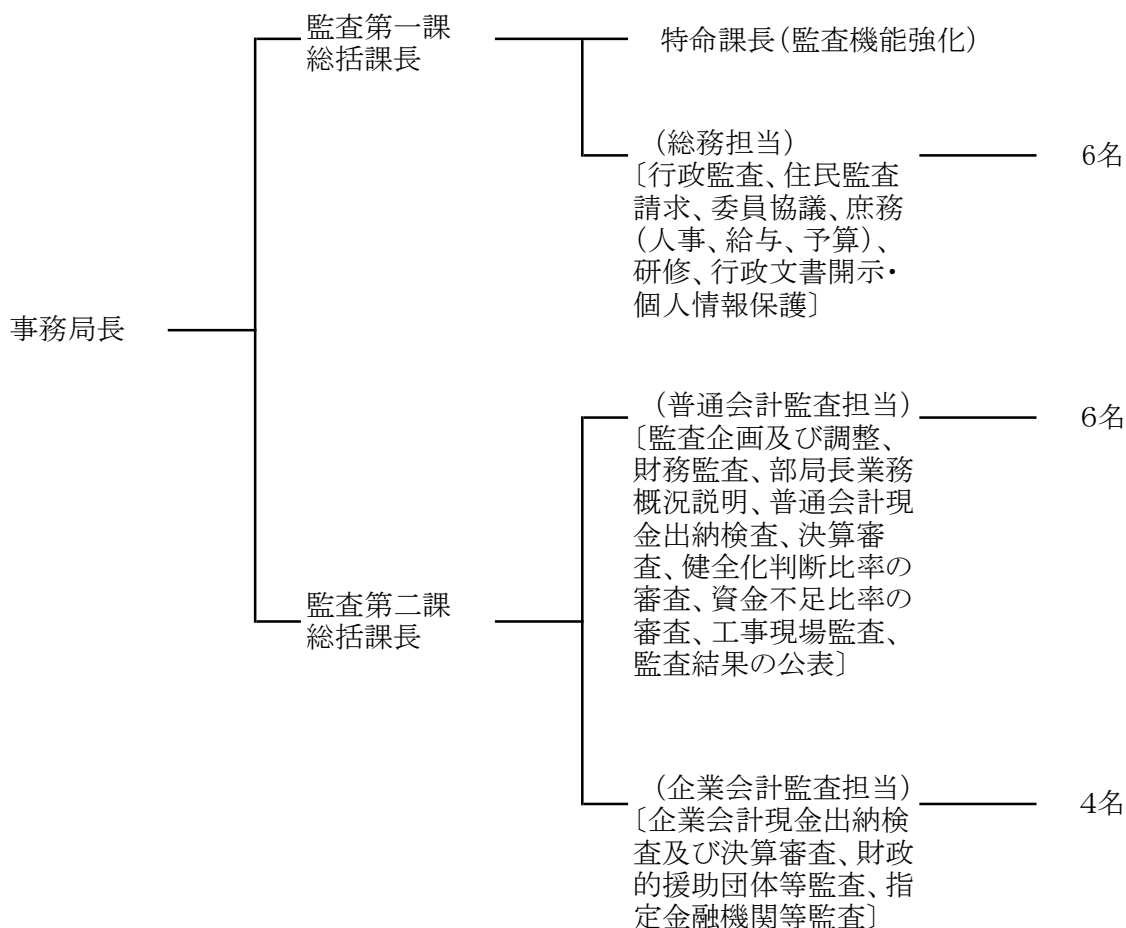 監査第一課
総括課長
特命課長(監査機能強化)
(総務担当)
6名
〔行政監査、住民監査
請求、委員協議、庶務
(人事、給与、予算)、
研修、行政文書開示・
個人情報保護〕
事務局長
(普通会計監査担当)
6名
〔監査企画及び調整、
財務監査、部局長業務
概況説明、普通会計現
金出納検査、決算審
査、健全化判断比率の
審査、資金不足比率の
審査、工事現場監査、
監査結果の公表〕
監査第二課
総括課長
(企業会計監査担当)
4名
〔企業会計現金出納検
査及び決算審査、財政
的援助団体等監査、指
定金融機関等監査〕